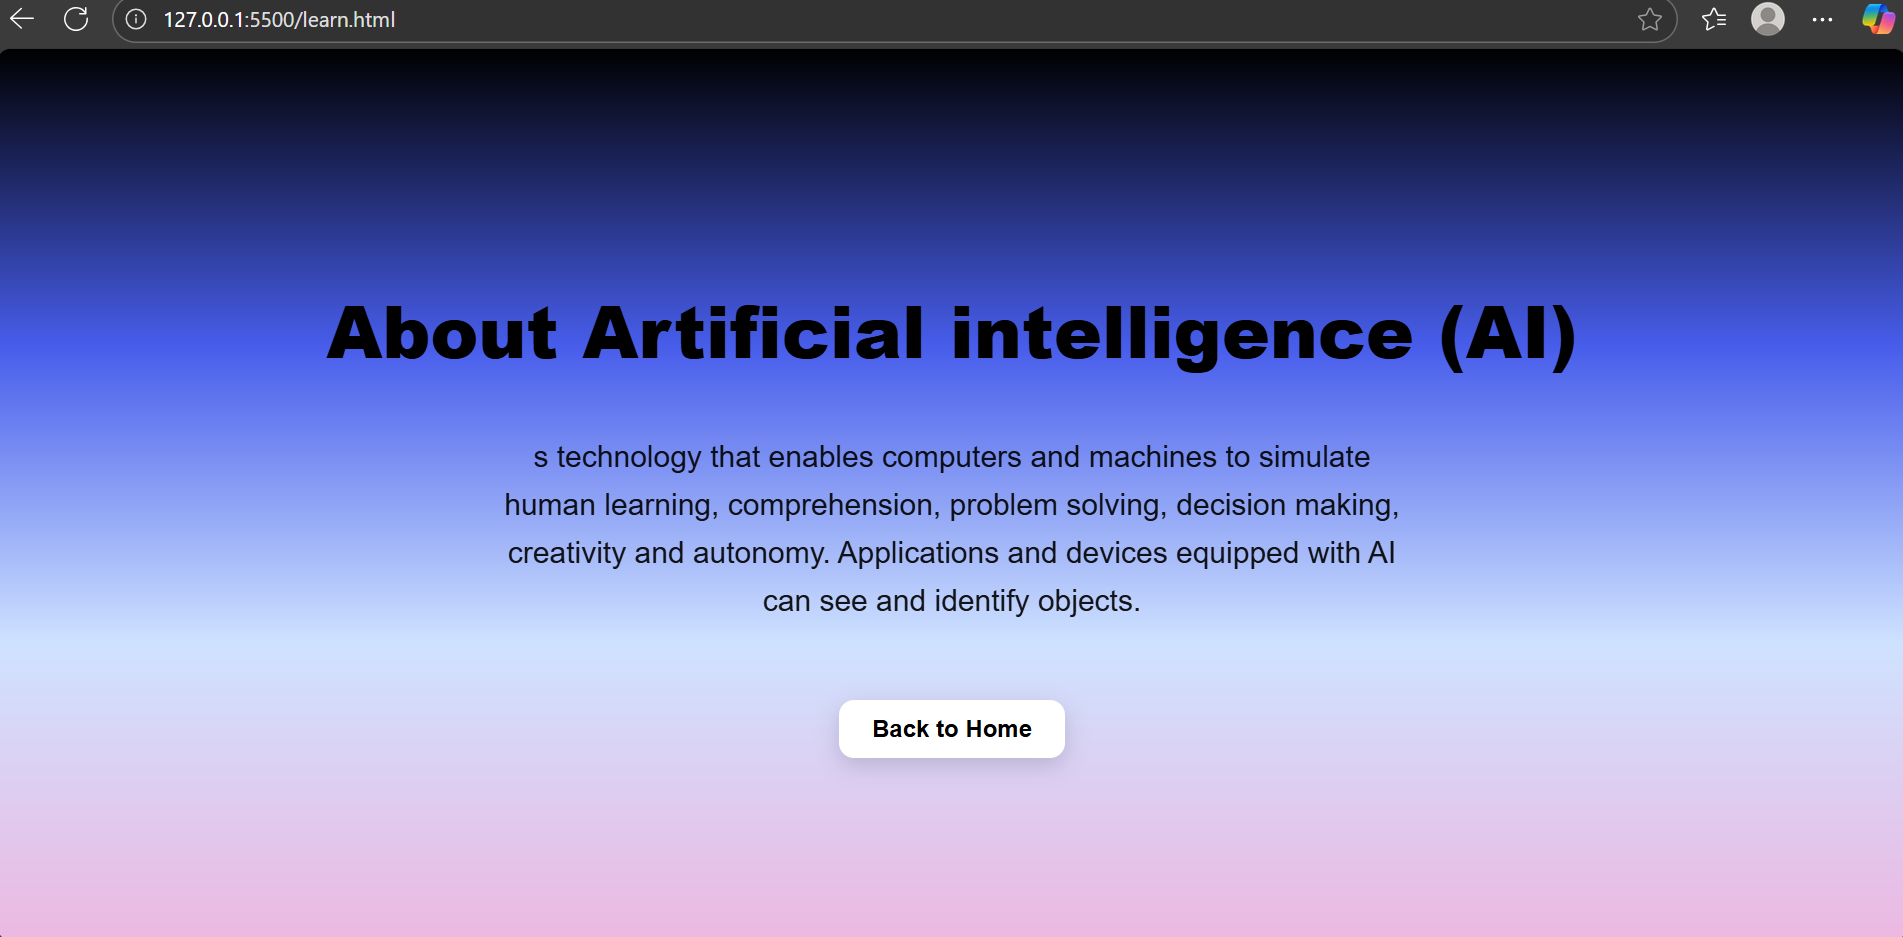 127.0.0.1:5500/learn.html
About Artificial intelligence (AI)
s technology that enables computers and machines to simulate
human learning, comprehension, problem solving, decision making,
creativity and autonomy. Applications and devices equipped with AI
can see and identify objects.
Back to Home